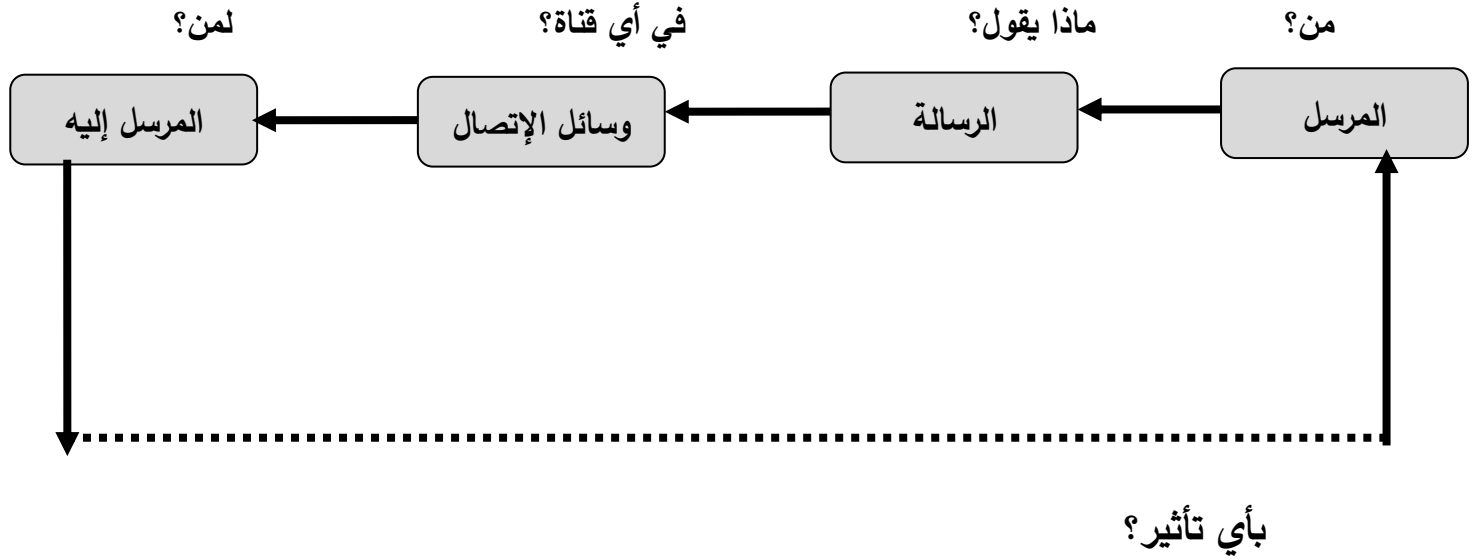 من؟
ماذا يقول؟
في أي قناة؟
لمن؟
المرسل
الرسالة
وسائل الإتصال
المرسل إليه
بأي تأثير؟